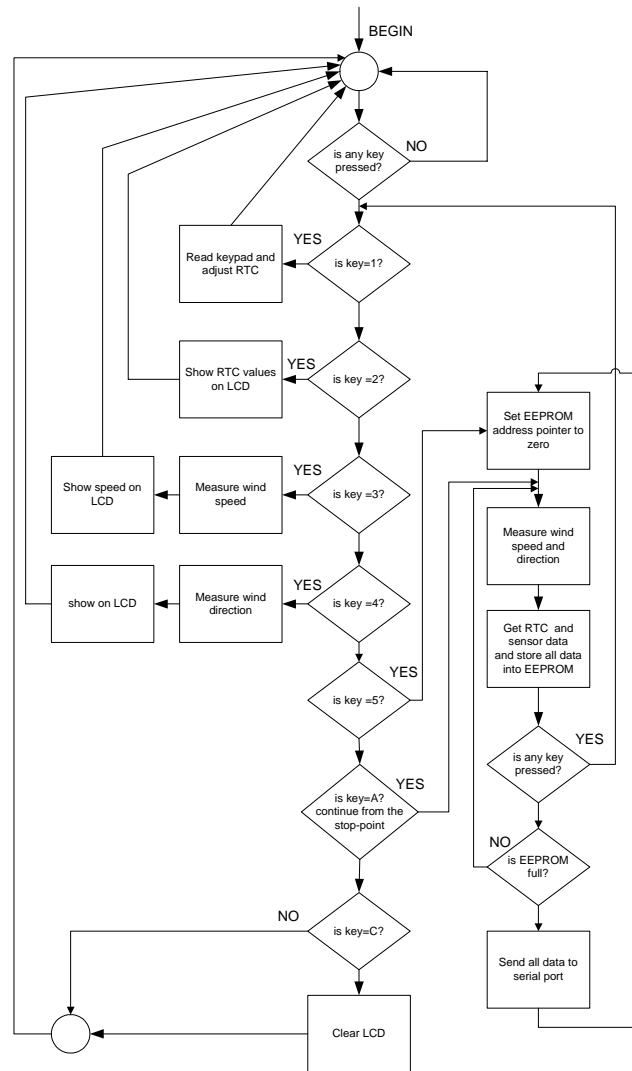 BEGIN
is any key
pressed?
NO
YES
Read keypad and
adjust RTC
is key=1?
YES
Show RTC values
on LCD
is key =2?
Set EEPROM
address pointer to
zero
YES
Show speed on
LCD
Measure wind
speed
is key =3?
Measure wind
speed and
direction
YES
show on LCD
Measure wind
direction
is key =4?
Get RTC and
sensor data
and store all data
into EEPROM
YES
is key =5?
YES
is any key
pressed?
YES
is key=A?
continue from the
stop-point
NO
is EEPROM
full?
NO
is key=C?
Send all data to
serial port
Clear LCD